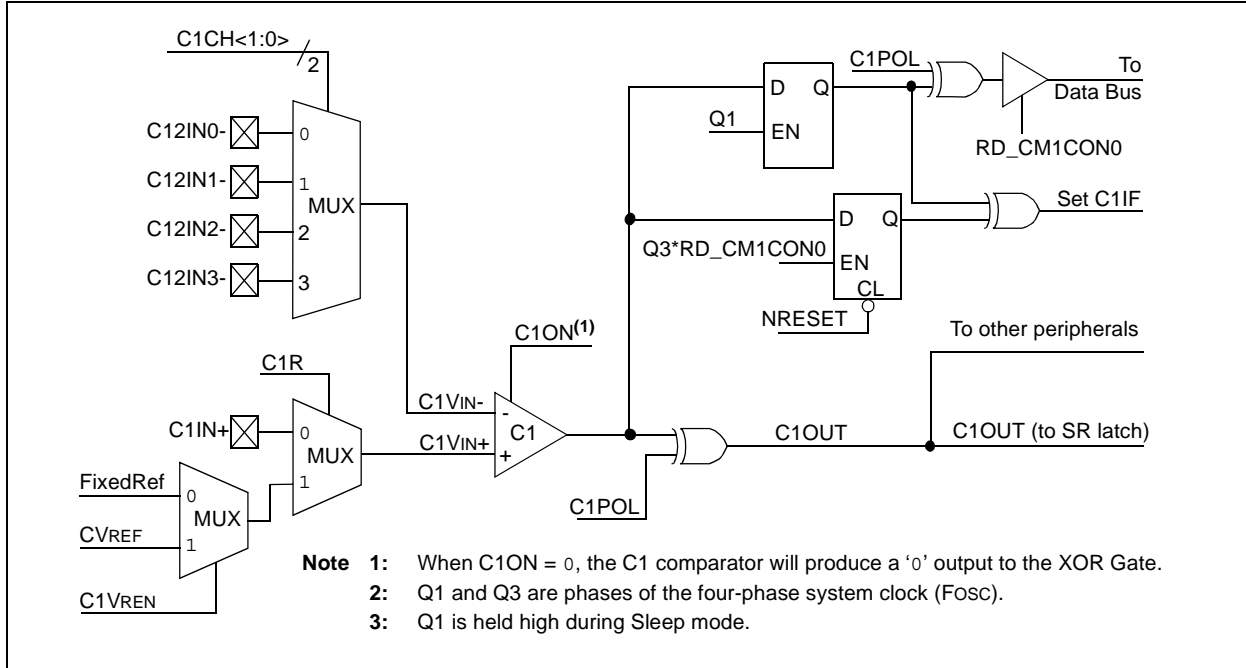 C1CH<1:0>
2
C12IN0-
0
C12IN1-
1
MUX
C12IN2-
2
C12IN3-
3
C1POL
To
Data Bus
D Q
Q1
EN
RD_CM1CON0
D Q
Set C1IF
Q3*RD_CM1CON0
EN
CL
NRESET
C1ON(1)
To other peripherals
C1R
C1VIN-
-
C1IN+
0
MUX
C1VIN+
C1
+
C1OUT
C1OUT (to SR latch)
1
FixedRef
0
MUX
CVREF
1
C1POL
C1VREN
Note 1: When C1ON = 0, the C1 comparator will produce a ‘0’ output to the XOR Gate.
2: Q1 and Q3 are phases of the four-phase system clock (FOSC).
3: Q1 is held high during Sleep mode.